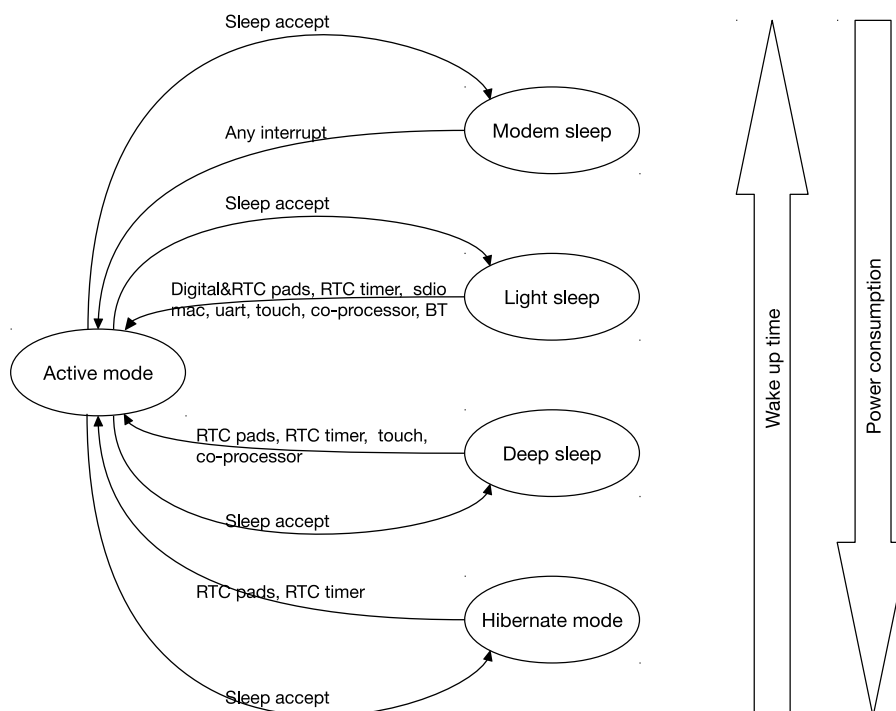 Sleep accept
Modem sleep
Any interrupt
Sleep accept
Digital&RTC pads, RTC timer, sdio
mac, uart, touch, co-processor, BT
Light sleep
Active mode
RTC pads, RTC timer, touch,
co-processor
Deep sleep
Sleep accept
RTC pads, RTC timer
Hibernate mode
Sleep accept
Wake up time
Power consumption